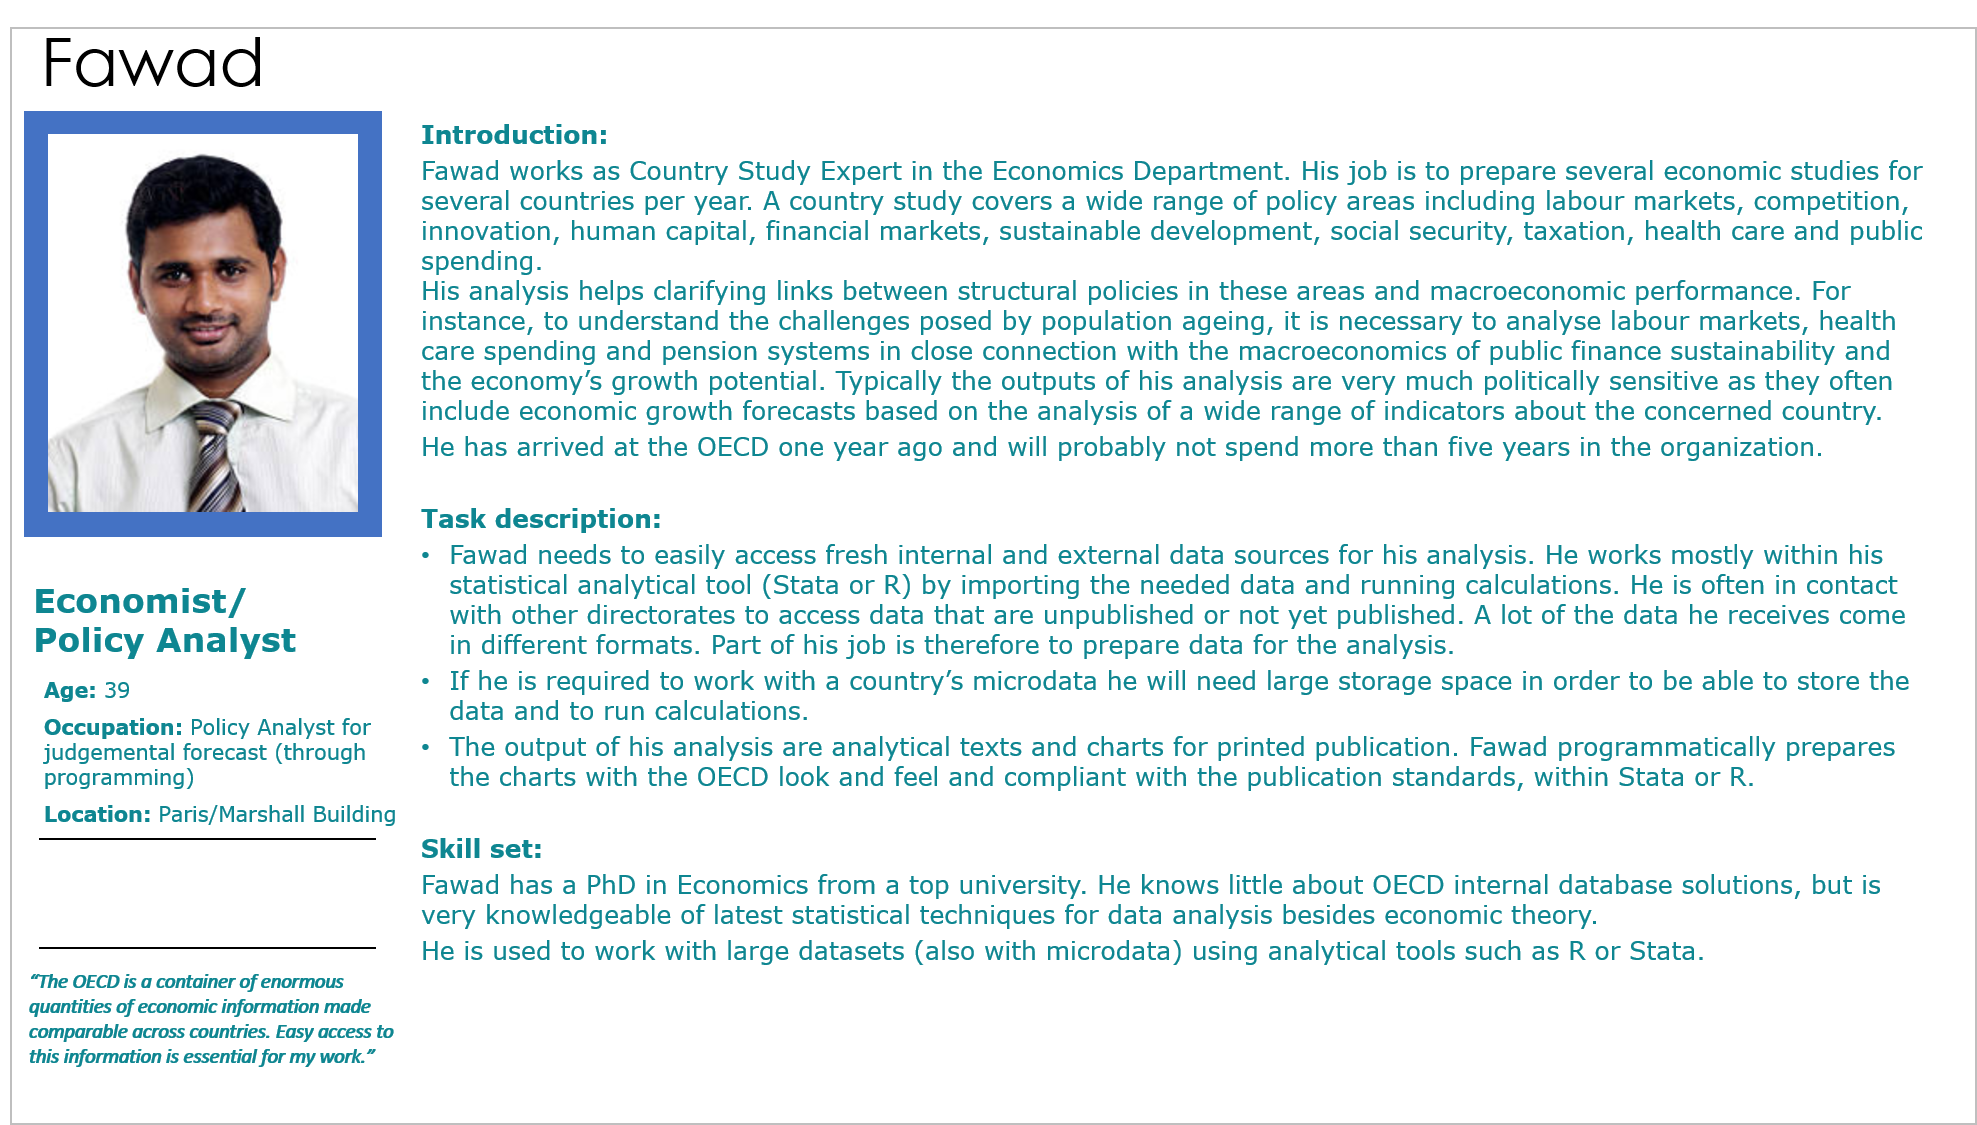 Fawad
Introduction:
Fawad works as Country Study Expert in the Economics Department. His job is to prepare several economic studies for
several countries per year. A country study covers a wide range of policy areas including labour markets, competition,
innovation, human capital, financial markets, sustainable development, social security, taxation, health care and public
spending.
His analysis helps clarifying links between structural policies in these areas and macroeconomic performance. For
instance, to understand the challenges posed by population ageing, it is necessary to analyse labour markets, health
care spending and pension systems in close connection with the macroeconomics of public finance sustainability and
the economy’s growth potential. Typically the outputs of his analysis are very much politically sensitive as they often
include economic growth forecasts based on the analysis of a wide range of indicators about the concerned country.
He has arrived at the OECD one year ago and will probably not spend more than five years in the organization.
Task description:
• Fawad needs to easily access fresh internal and external data sources for his analysis. He works mostly within his
statistical analytical tool (Stata or R) by importing the needed data and running calculations. He is often in contact
with other directorates to access data that are unpublished or not yet published. A lot of the data he receives come
in different formats. Part of his job is therefore to prepare data for the analysis.
• If he is required to work with a country’s microdata he will need large storage space in order to be able to store the
data and to run calculations.
• The output of his analysis are analytical texts and charts for printed publication. Fawad programmatically prepares
the charts with the OECD look and feel and compliant with the publication standards, within Stata or R.
Skill set:
Fawad has a PhD in Economics from a top university. He knows little about OECD internal database solutions, but is
very knowledgeable of latest statistical techniques for data analysis besides economic theory.
He is used to work with large datasets (also with microdata) using analytical tools such as R or Stata.
Economist/
Policy Analyst
Age: 39
Occupation: Policy Analyst for
judgemental forecast (through
programming)
Location: Paris/Marshall Building
“The OECD is a container of enormous
quantities of economic information made
comparable across countries. Easy access to
this information is essential for my work.”